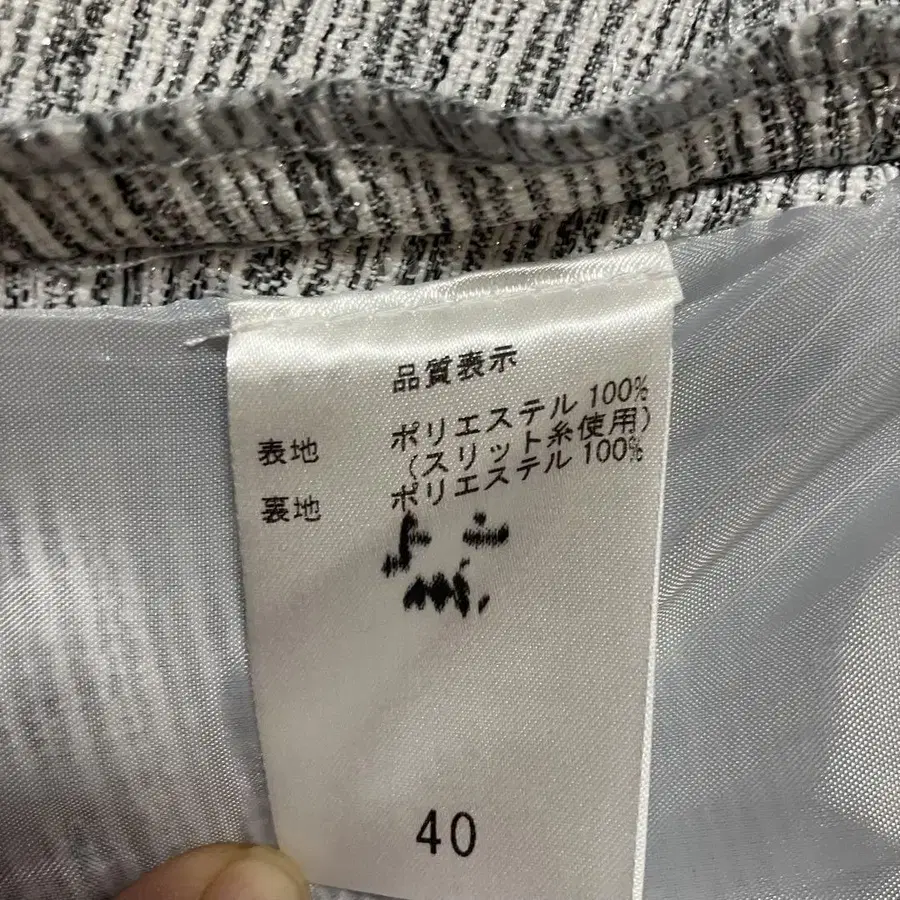 品質表示
表地 ポリエステル 100%
(スリット糸使用)
裏地 ポリエステル 100%
40